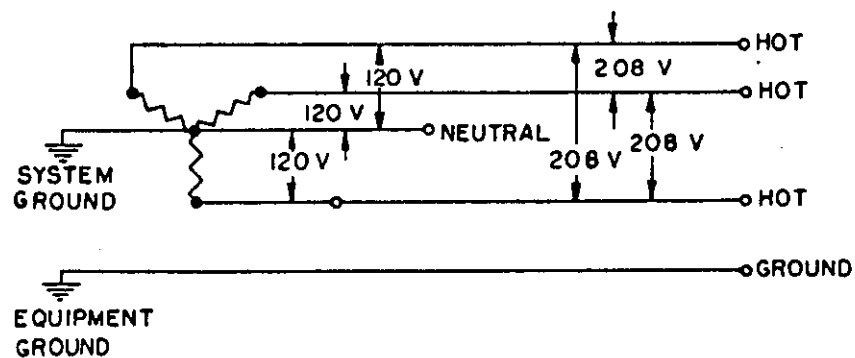 HOT
208 V
120 V
HOT
120 V
NEUTRAL
208 V
120 V
208 V
SYSTEM
GROUND
HOT
GROUND
EQUIPMENT
GROUND